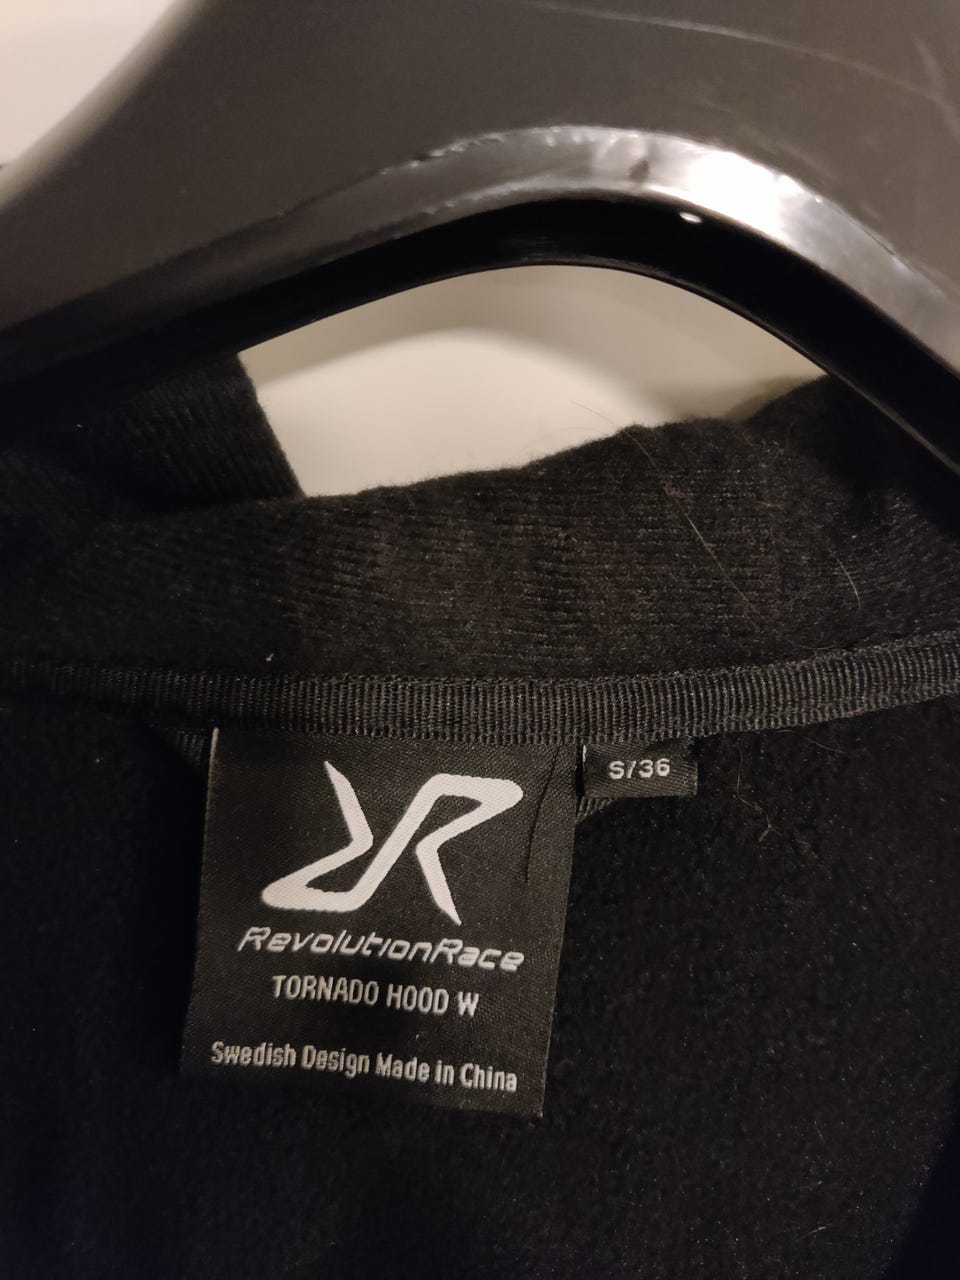 S/36
RevolutionRace
TORNADO HOOD W
Swedish Design Made in China